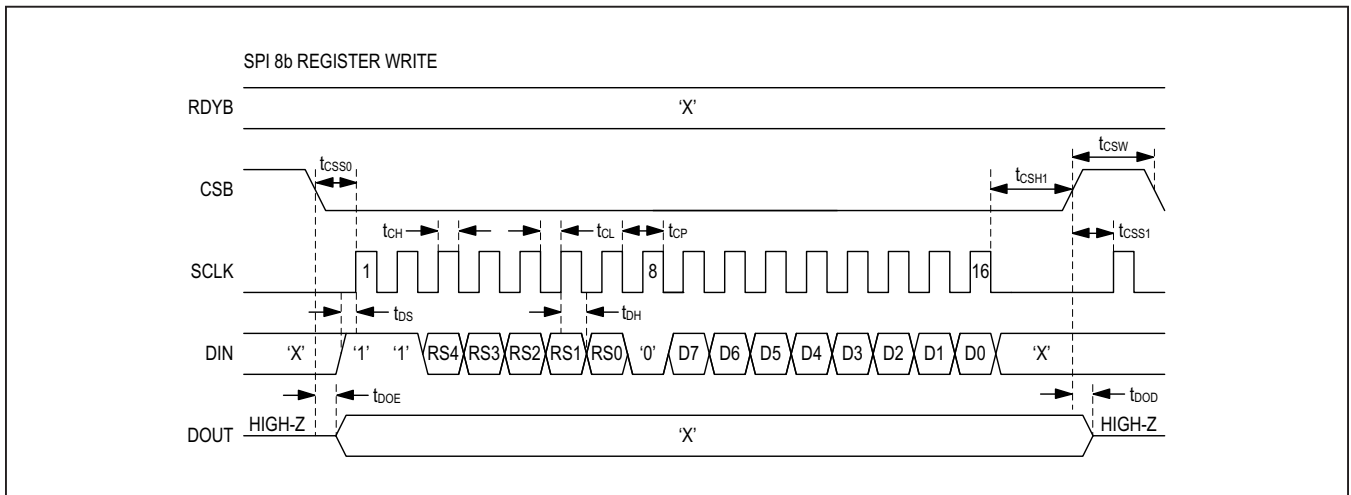 SPI 8b REGISTER WRITE
RDYB 'X'
tCSS0 tCSW
CSB tCSH1
tCH tCL tCP tCSS1
SCLK 1 8 16
tDS tDH
DIN 'X' '1' '1' RS4 RS3 RS2 RS1 RS0 '0' D7 D6 D5 D4 D3 D2 D1 D0 'X'
tDOE tDOD
DOUT HIGH-Z 'X' HIGH-Z